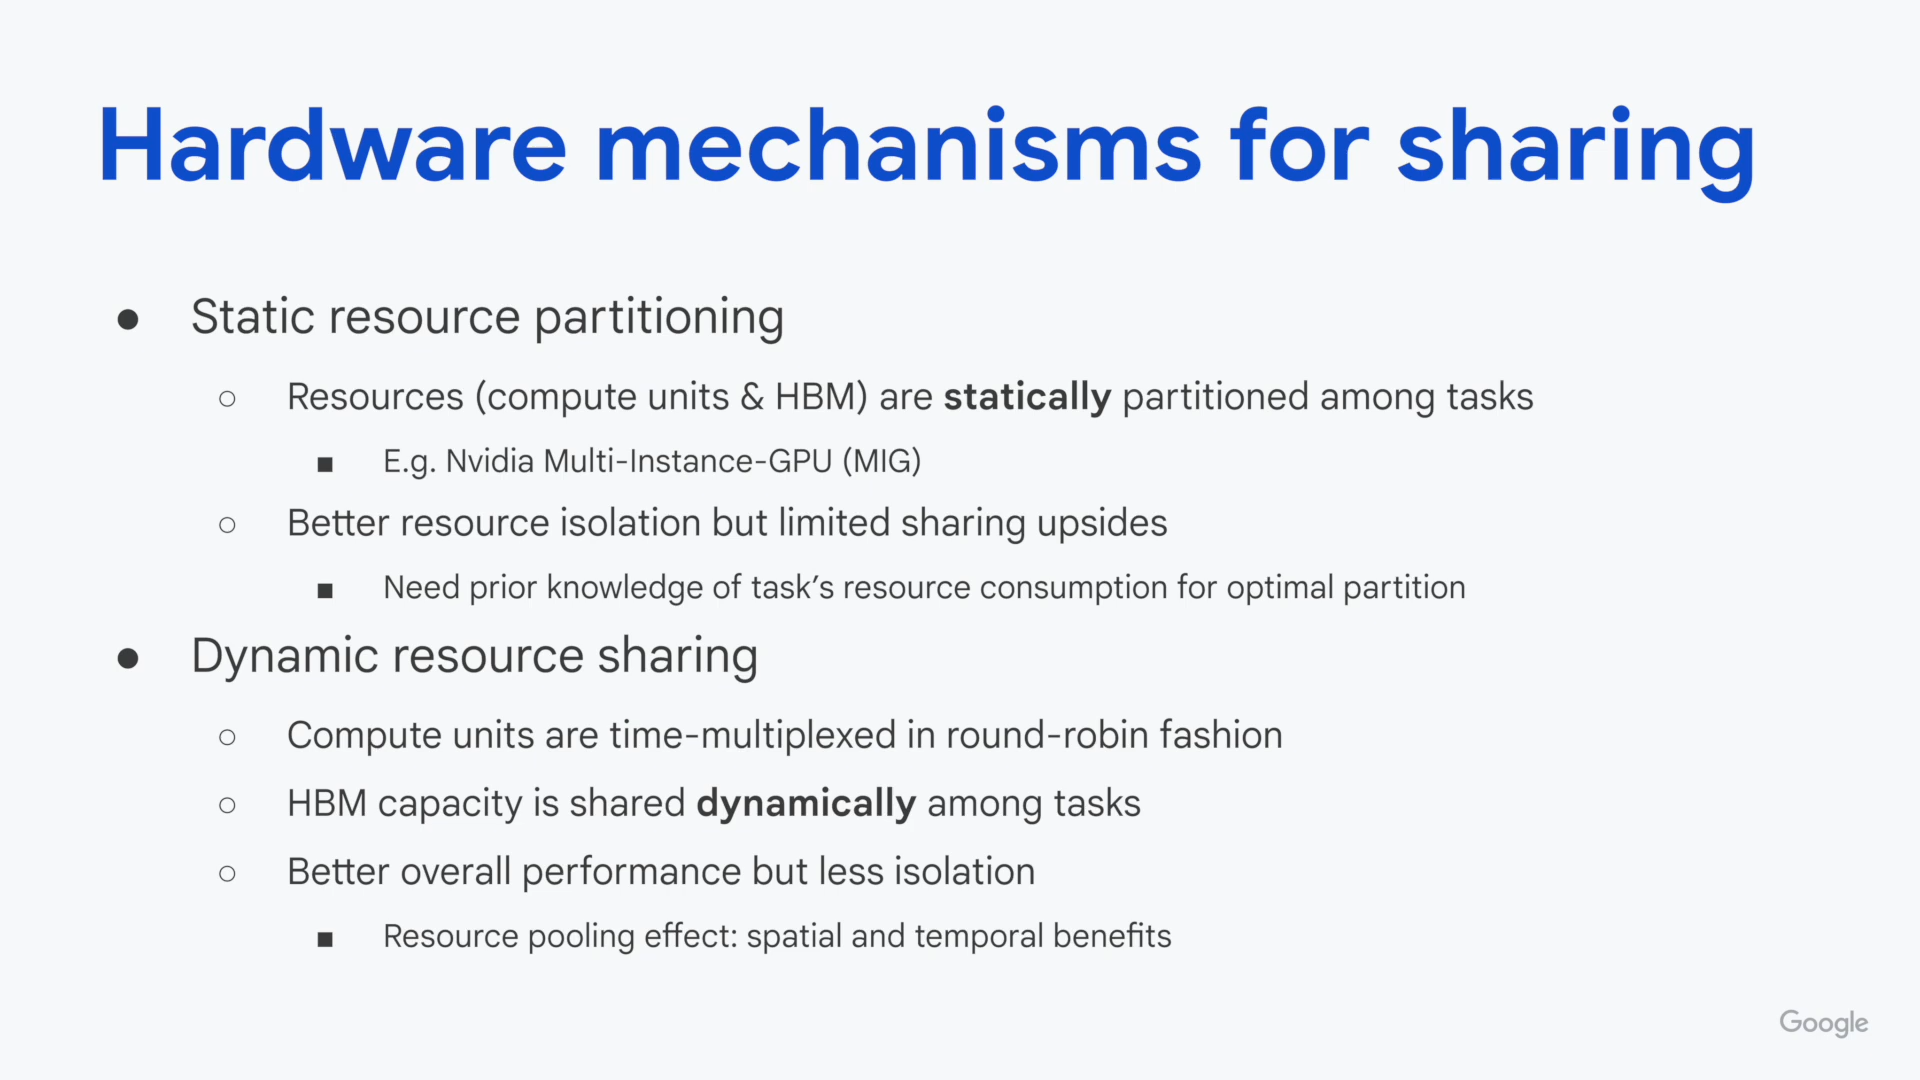 Hardware mechanisms for sharing
● Static resource partitioning
○ Resources (compute units & HBM) are statically partitioned among tasks
■ E.g. Nvidia Multi-Instance-GPU (MIG)
○ Better resource isolation but limited sharing upsides
■ Need prior knowledge of task’s resource consumption for optimal partition
● Dynamic resource sharing
○ Compute units are time-multiplexed in round-robin fashion
○ HBM capacity is shared dynamically among tasks
○ Better overall performance but less isolation
■ Resource pooling effect: spatial and temporal benefits
Google